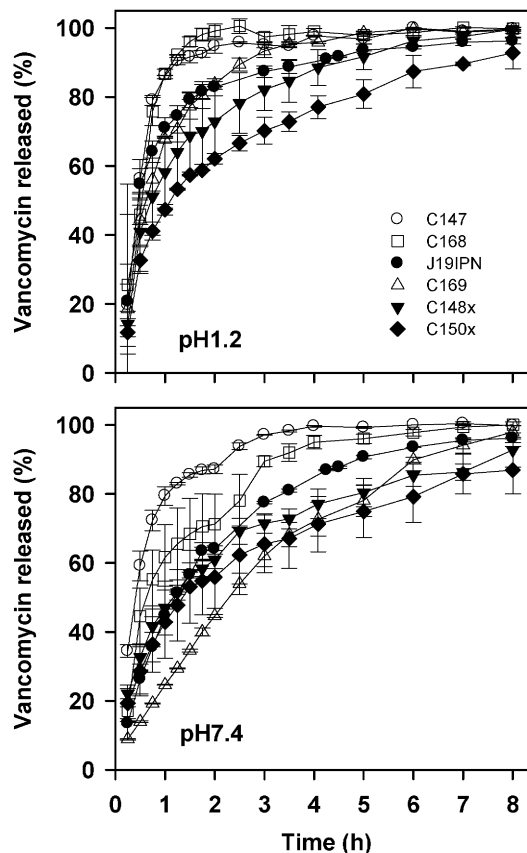 Vancomycin released (%)
100
80
60
40
20
0
C147
C168
J19IPN
C169
C148x
C150x
pH1.2
Vancomycin released (%)
100
80
60
40
20
0
pH7.4
0 1 2 3 4 5 6 7 8
Time (h)